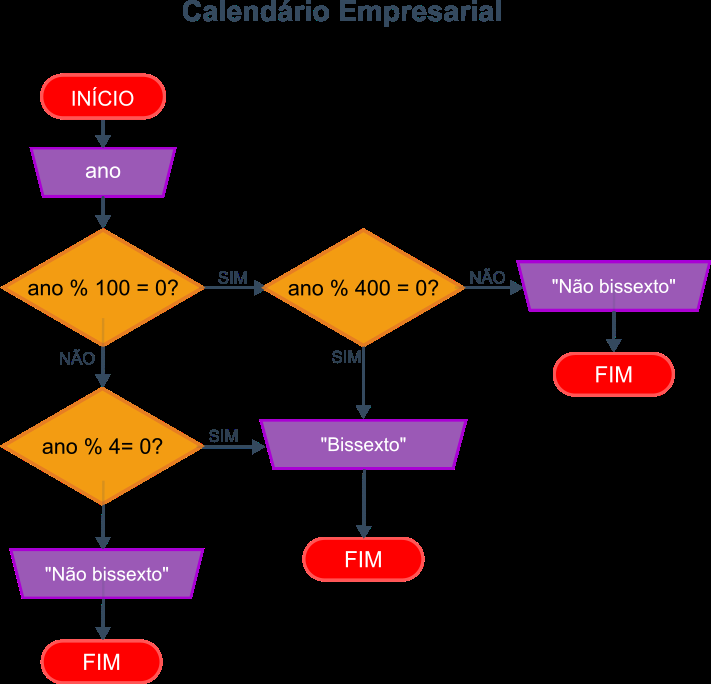 Calendário Empresarial
INÍCIO
ano
ano % 100 = 0?
SIM
ano % 400 = 0?
NÃO
"Não bissexto"
FIM
NÃO
SIM
ano % 4= 0?
SIM
"Bissexto"
FIM
"Não bissexto"
FIM